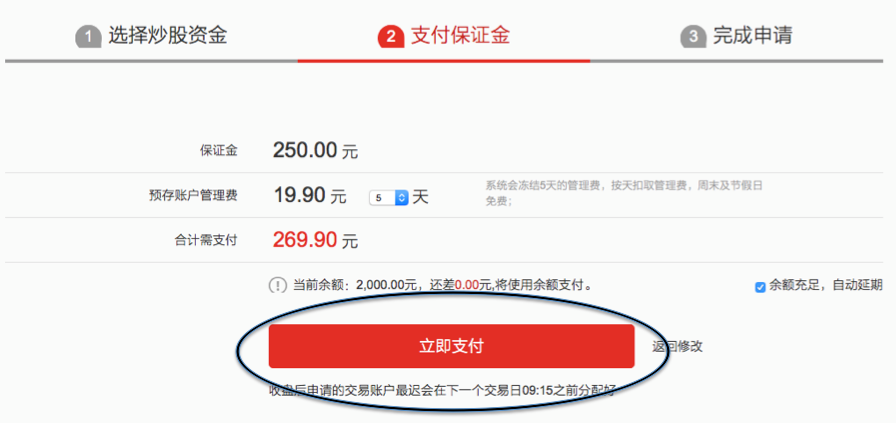 1 选择炒股资金 2 支付保证金 3 完成申请
保证金 250.00 元
预存账户管理费 19.90 元 5 天 系统会冻结5天的管理费，按天扣取管理费，周末及节假日
免费；
合计需支付 269.90 元
! 当前余额：2,000.00元，还差0.00元,将使用余额支付。 余额充足，自动延期
立即支付 返回修改
收盘后申请的交易账户最迟会在下一个交易日09:15之前分配好